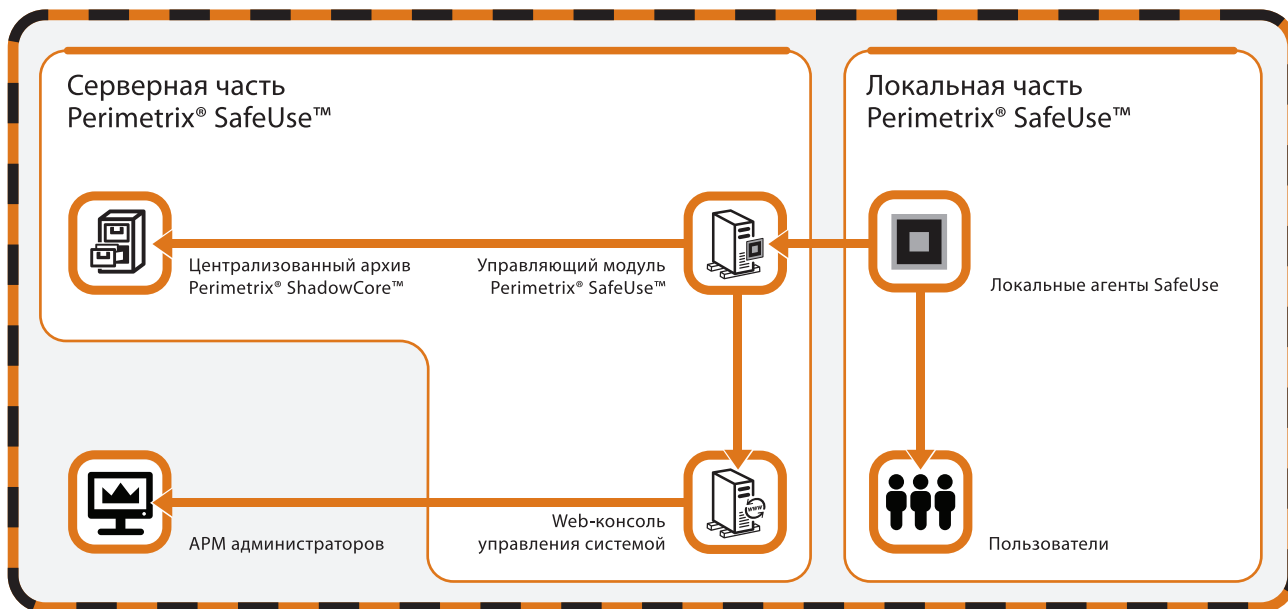 Серверная часть
Perimetrix® SafeUse™
Локальная часть
Perimetrix® SafeUse™
Централизованный архив
Perimetrix® ShadowCore™
Управляющий модуль
Perimetrix® SafeUse™
Локальные агенты SafeUse
АРМ администраторов
Web-консоль
управления системой
www
Пользователи